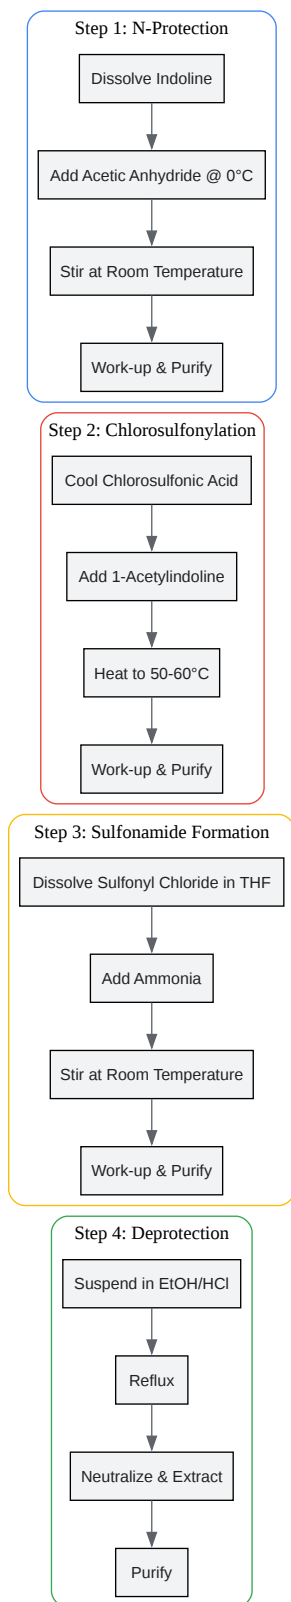 Step 1: N-Protection
Dissolve Indoline
Add Acetic Anhydride @ 0°C
Stir at Room Temperature
Work-up & Purify
Step 2: Chlorosulfonylation
Cool Chlorosulfonic Acid
Add 1-Acetylindoline
Heat to 50-60°C
Work-up & Purify
Step 3: Sulfonamide Formation
Dissolve Sulfonyl Chloride in THF
Add Ammonia
Stir at Room Temperature
Work-up & Purify
Step 4: Deprotection
Suspend in EtOH/HCl
Reflux
Neutralize & Extract
Purify